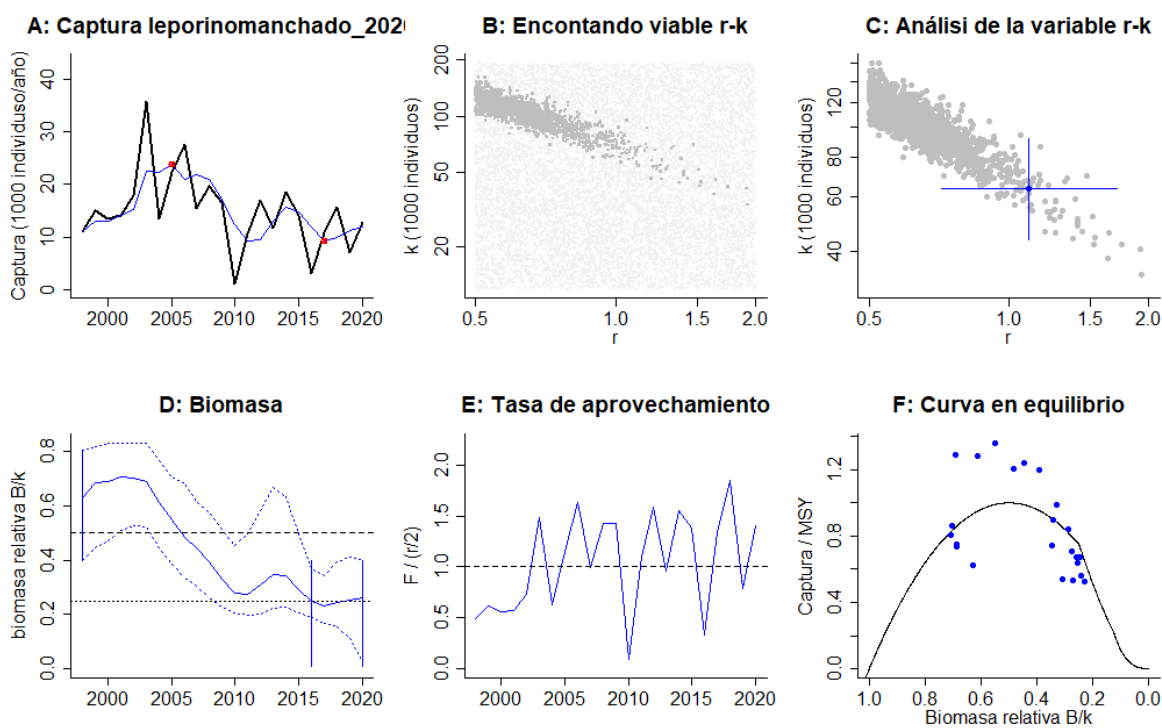 A: Captura leporinomanchado_202
Captura (1000 individuso/año)
40
30
20
10
0
2000 2005 2010 2015 2020
B: Encontando viable r-k
k (1000 individuos)
200
100
50
20
0.5 1.0 2.0
r
C: Análisi de la variable r-k
k (1000 individuos)
120
80
60
40
0.5 1.0 1.5 2.0
r
D: Biomasa
biomasa relativa B/k
0.8
0.6
0.4
0.2
0.0
2000 2005 2010 2015 2020
E: Tasa de aprovechamiento
F / (r/2)
2.0
1.5
1.0
0.5
0.0
2000 2005 2010 2015 2020
F: Curva en equilibrio
Captura / MSY
1.2
0.8
0.4
0.0
1.0 0.8 0.6 0.4 0.2 0.0
Biomasa relativa B/k